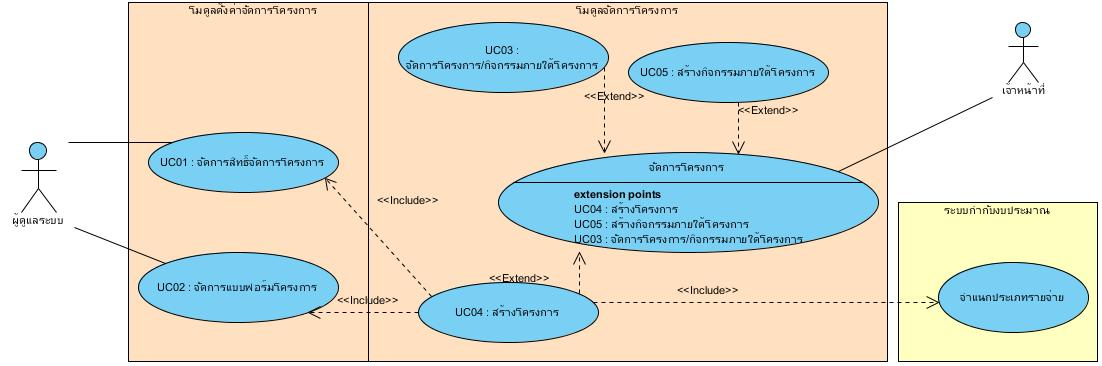 โมดูลตั้งค่าจัดการโครงการ
โมดูลจัดการโครงการ
UC03 :
จัดการโครงการ/กิจกรรมภายใต้โครงการ
UC05 : สร้างกิจกรรมภายใต้โครงการ
เจ้าหน้าที่
<<Extend>>
<<Extend>>
UC01 : จัดการสิทธิ์จัดการโครงการ
จัดการโครงการ
extension points
UC04 : สร้างโครงการ
UC05 : สร้างกิจกรรมภายใต้โครงการ
UC03 : จัดการโครงการ/กิจกรรมภายใต้โครงการ
<<Include>>
ผู้ดูแลระบบ
ระบบกำกับงบประมาณ
<<Extend>>
UC02 : จัดการแบบฟอร์มโครงการ
<<Include>>
<<Include>>
UC04 : สร้างโครงการ
จำแนกประเภทรายจ่าย